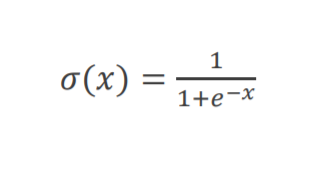 σ(x) = 1/(1+e^{-x})